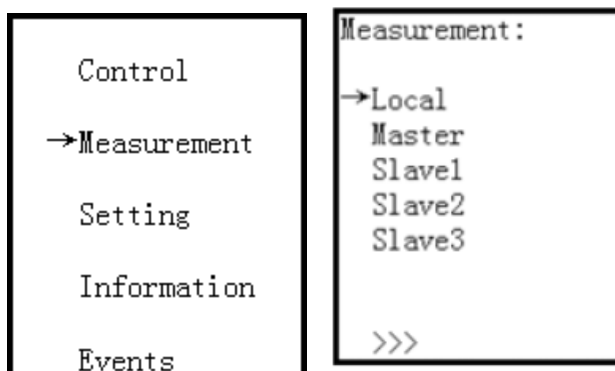 Control
→Measurement
Setting
Information
Events
Measurement:
→Local
Master
Slave1
Slave2
Slave3
>>>